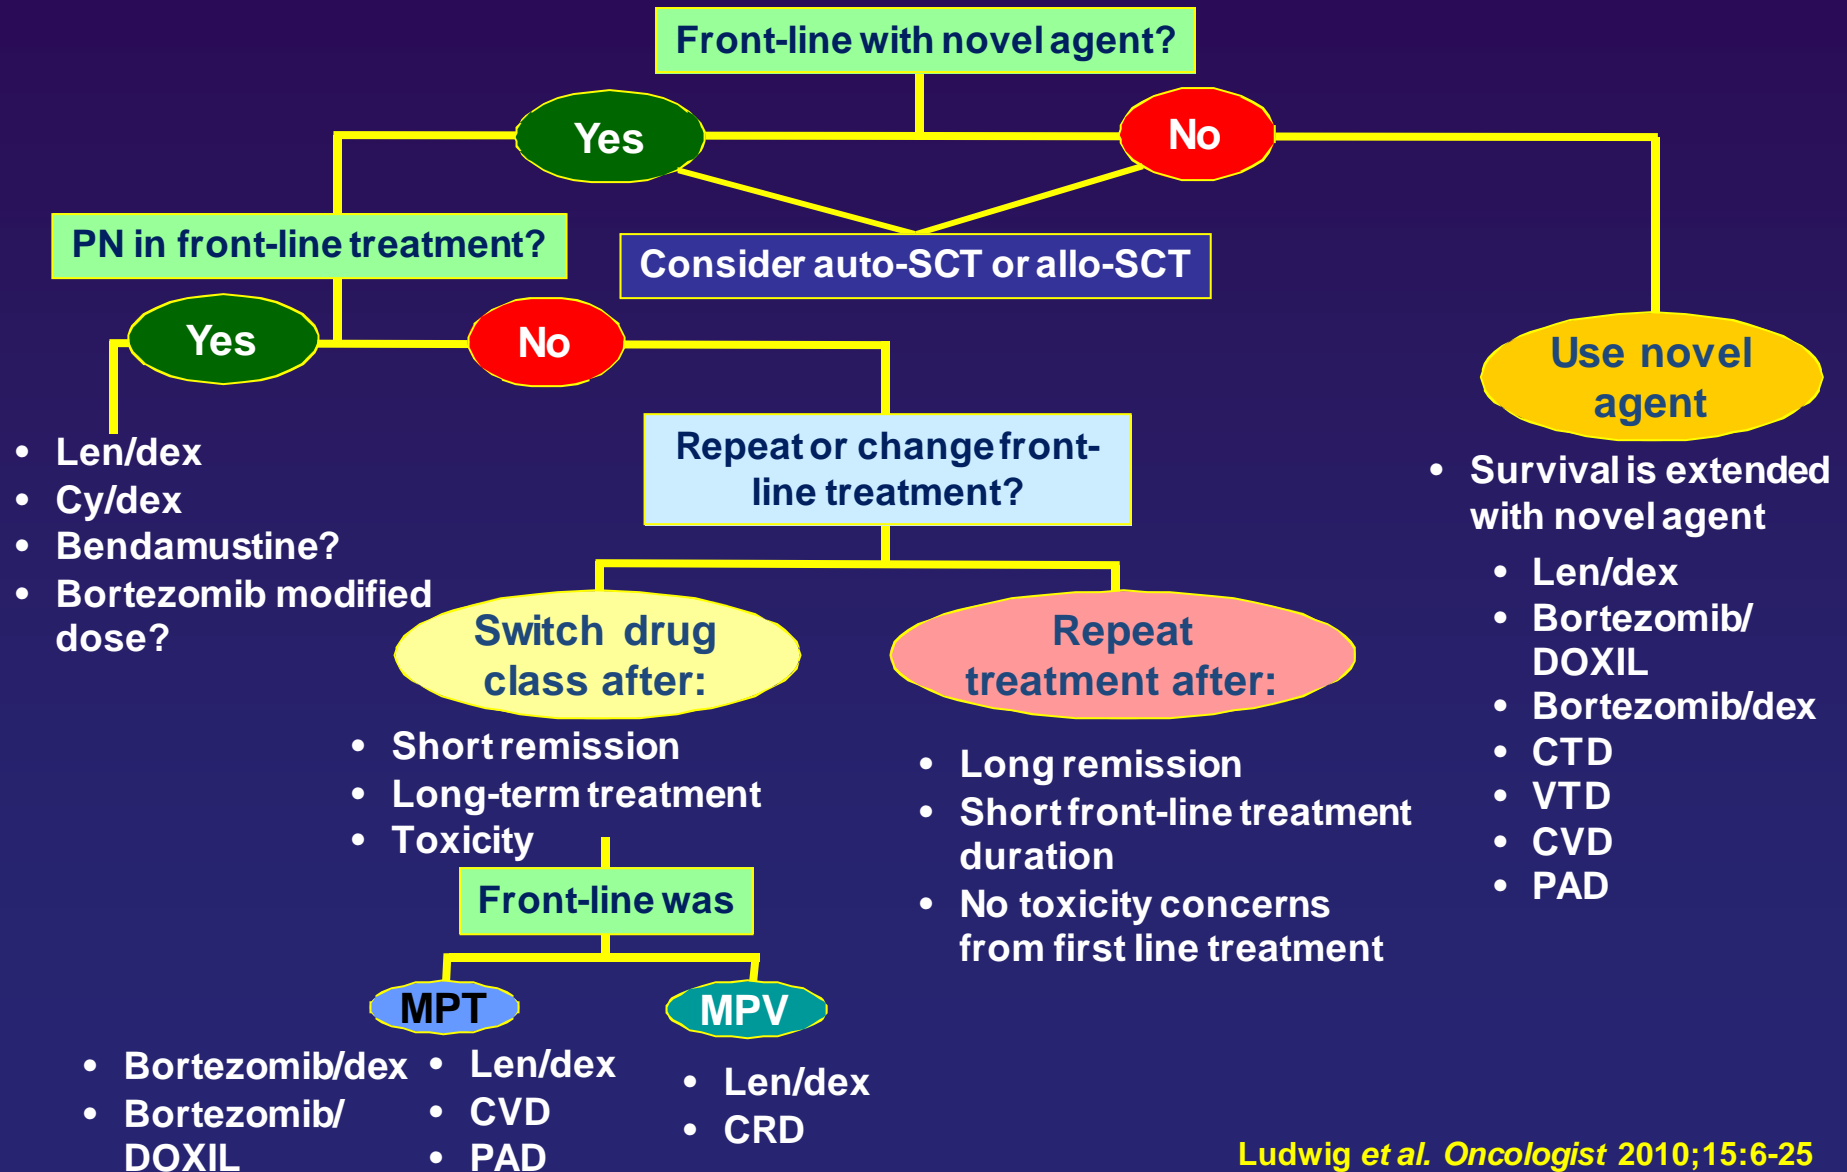 Front-line with novel agent?
Yes
No
PN in front-line treatment?
Consider auto-SCT or allo-SCT
Yes
No
Use novel
agent
• Len/dex
• Cy/dex
• Bendamustine?
• Bortezomib modified
dose?
Repeat or change front-
line treatment?
• Survival is extended
with novel agent
• Len/dex
• Bortezomib/
DOXIL
• Bortezomib/dex
• CTD
• VTD
• CVD
• PAD
Switch drug
class after:
• Short remission
• Long-term treatment
• Toxicity
Repeat
treatment after:
• Long remission
• Short front-line treatment
duration
• No toxicity concerns
from first line treatment
Front-line was
MPT
MPV
• Bortezomib/dex
• Bortezomib/
DOXIL
• Len/dex
• CVD
• PAD
• Len/dex
• CRD
Ludwig et al. Oncologist 2010;15:6-25